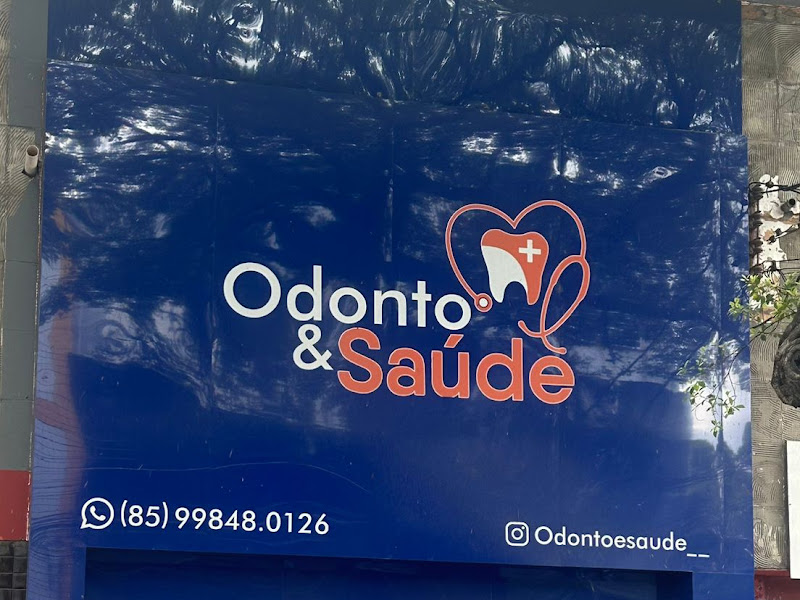 Odonto
&Saúde
(85) 99848.0126
Odontoesaude__